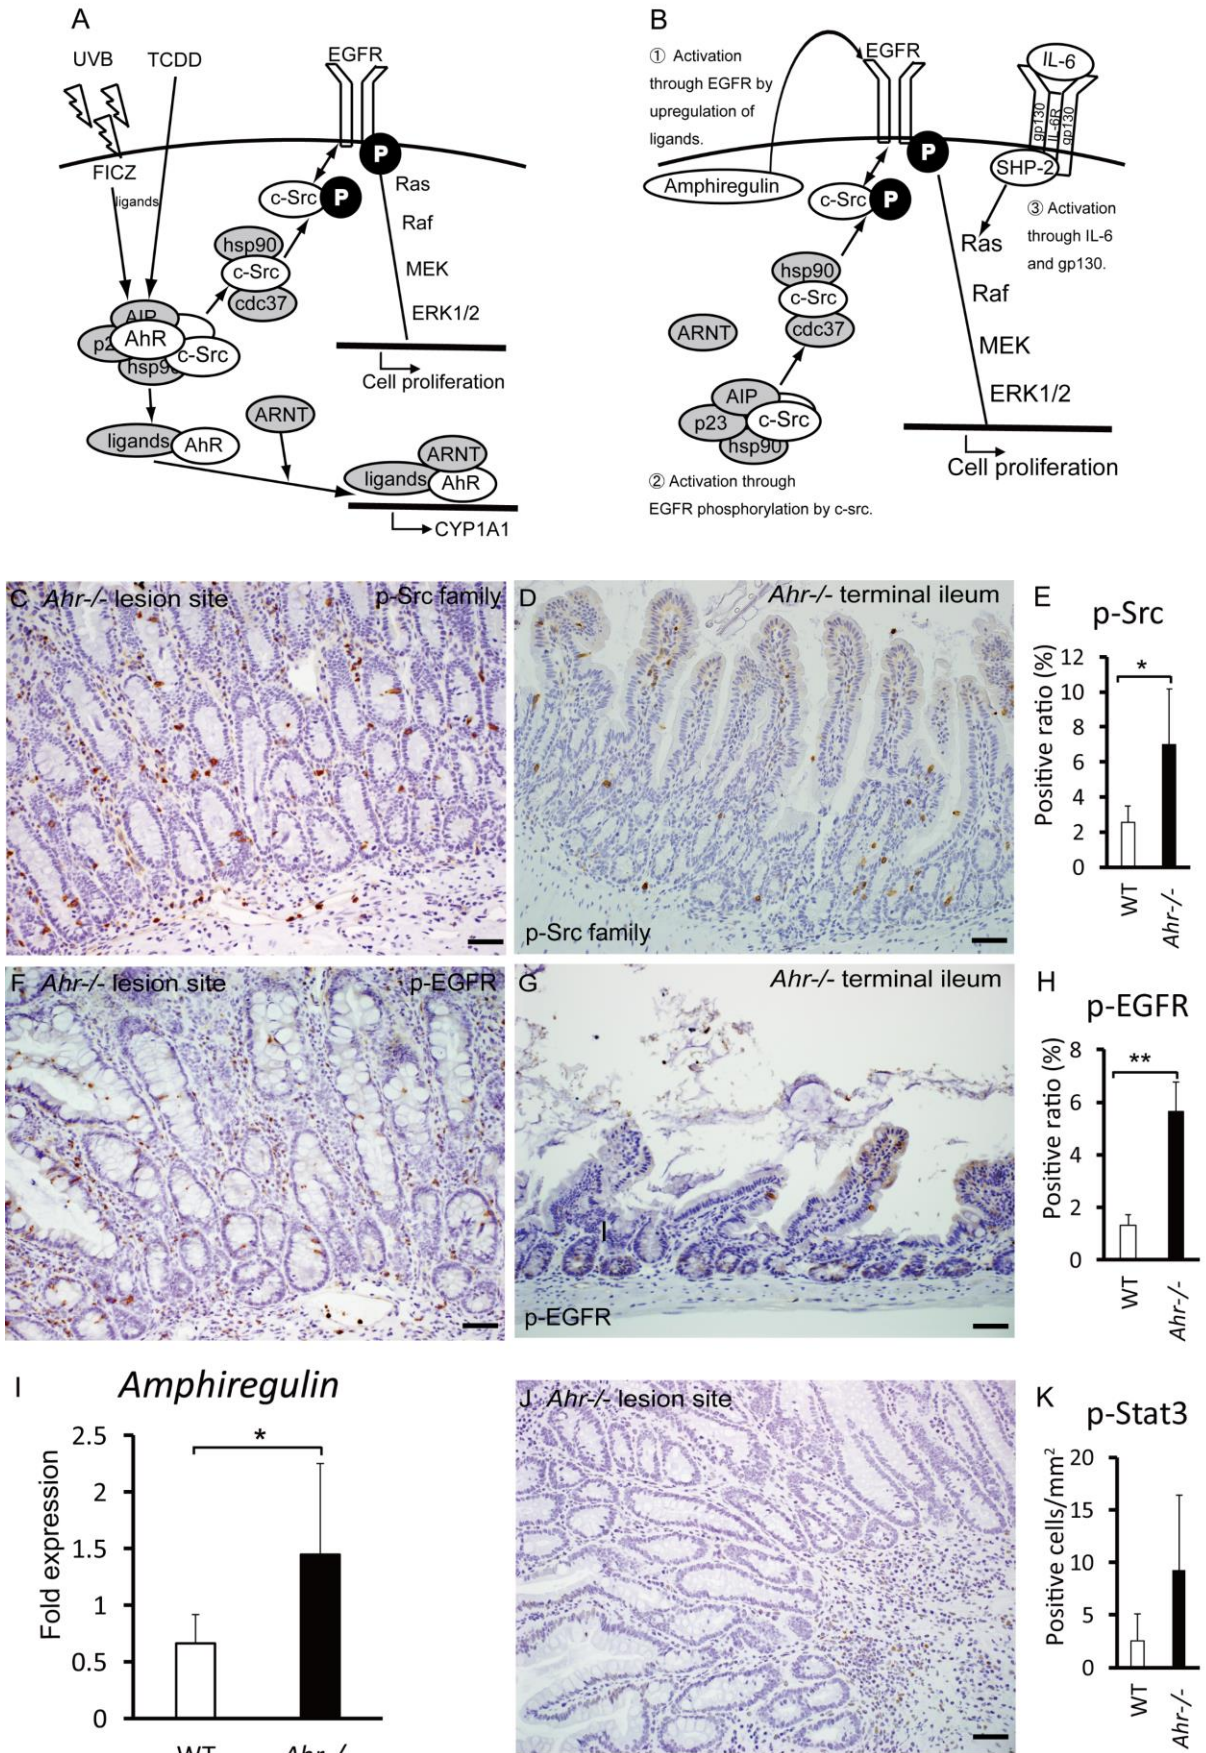 A
UVB
TCDD
EGFR
FICZ
ligands
P
c-Src
P
Ras
Raf
MEK
ERK1/2
hsp90
c-Src
cdc37
AIP
AhR
c-Src
Cell proliferation
ligands
AhR
ARNT
ARNT
ligands
AhR
CYP1A1
B
① Activation
through EGFR by
upregulation of
ligands.
EGFR
IL-6
gp130
IL-6R
gp130
SHP-2
Amphiregulin
P
c-Src
P
③ Activation
through IL-6
and gp130.
Ras
Raf
MEK
ERK1/2
hsp90
c-Src
cdc37
ARNT
AIP
p23
c-Src
hsp90
Cell proliferation
② Activation through
EGFR phosphorylation by c-src.
C Ahr-/- lesion site p-Src family
D Ahr-/- terminal ileum
p-Src family
E p-Src
Positive ratio (%)
12
10
8
6
4
2
0
*
WT
Ahr-/-
F Ahr-/- lesion site p-EGFR
G Ahr-/- terminal ileum
p-EGFR
H p-EGFR
Positive ratio (%)
8
6
4
2
0
**
WT
Ahr-/-
I Amphiregulin
Fold expression
2.5
2
1.5
1
0.5
0
*
J Ahr-/- lesion site
K p-Stat3
Positive cells/mm²
20
15
10
5
0
WT
Ahr-/-